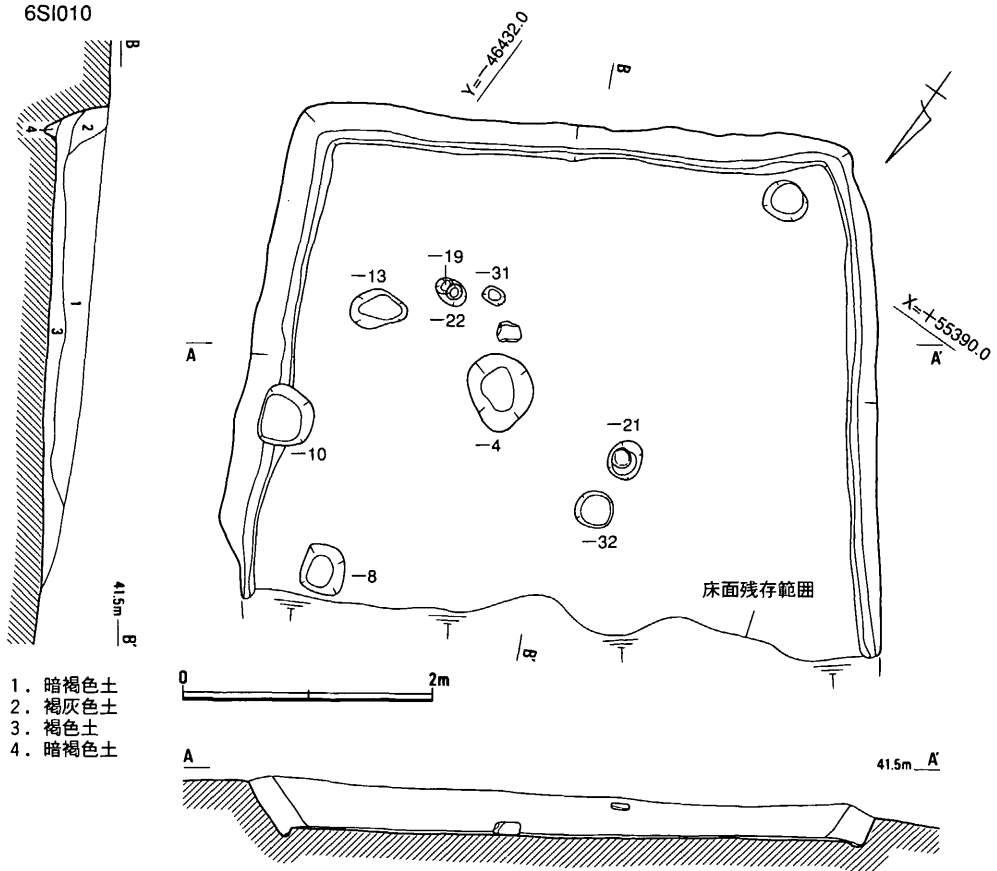 6SI010
B
Y=−46432.0
B
4
2
1
3
−19
−13
−31
−22
X=+55390.0
A
A′
−4
−21
−10
−32
−8
床面残存範囲
41.5m B′
B′
1. 暗褐色土
2. 褐灰色土
3. 褐色土
4. 暗褐色土
0 2m
A
41.5m A′